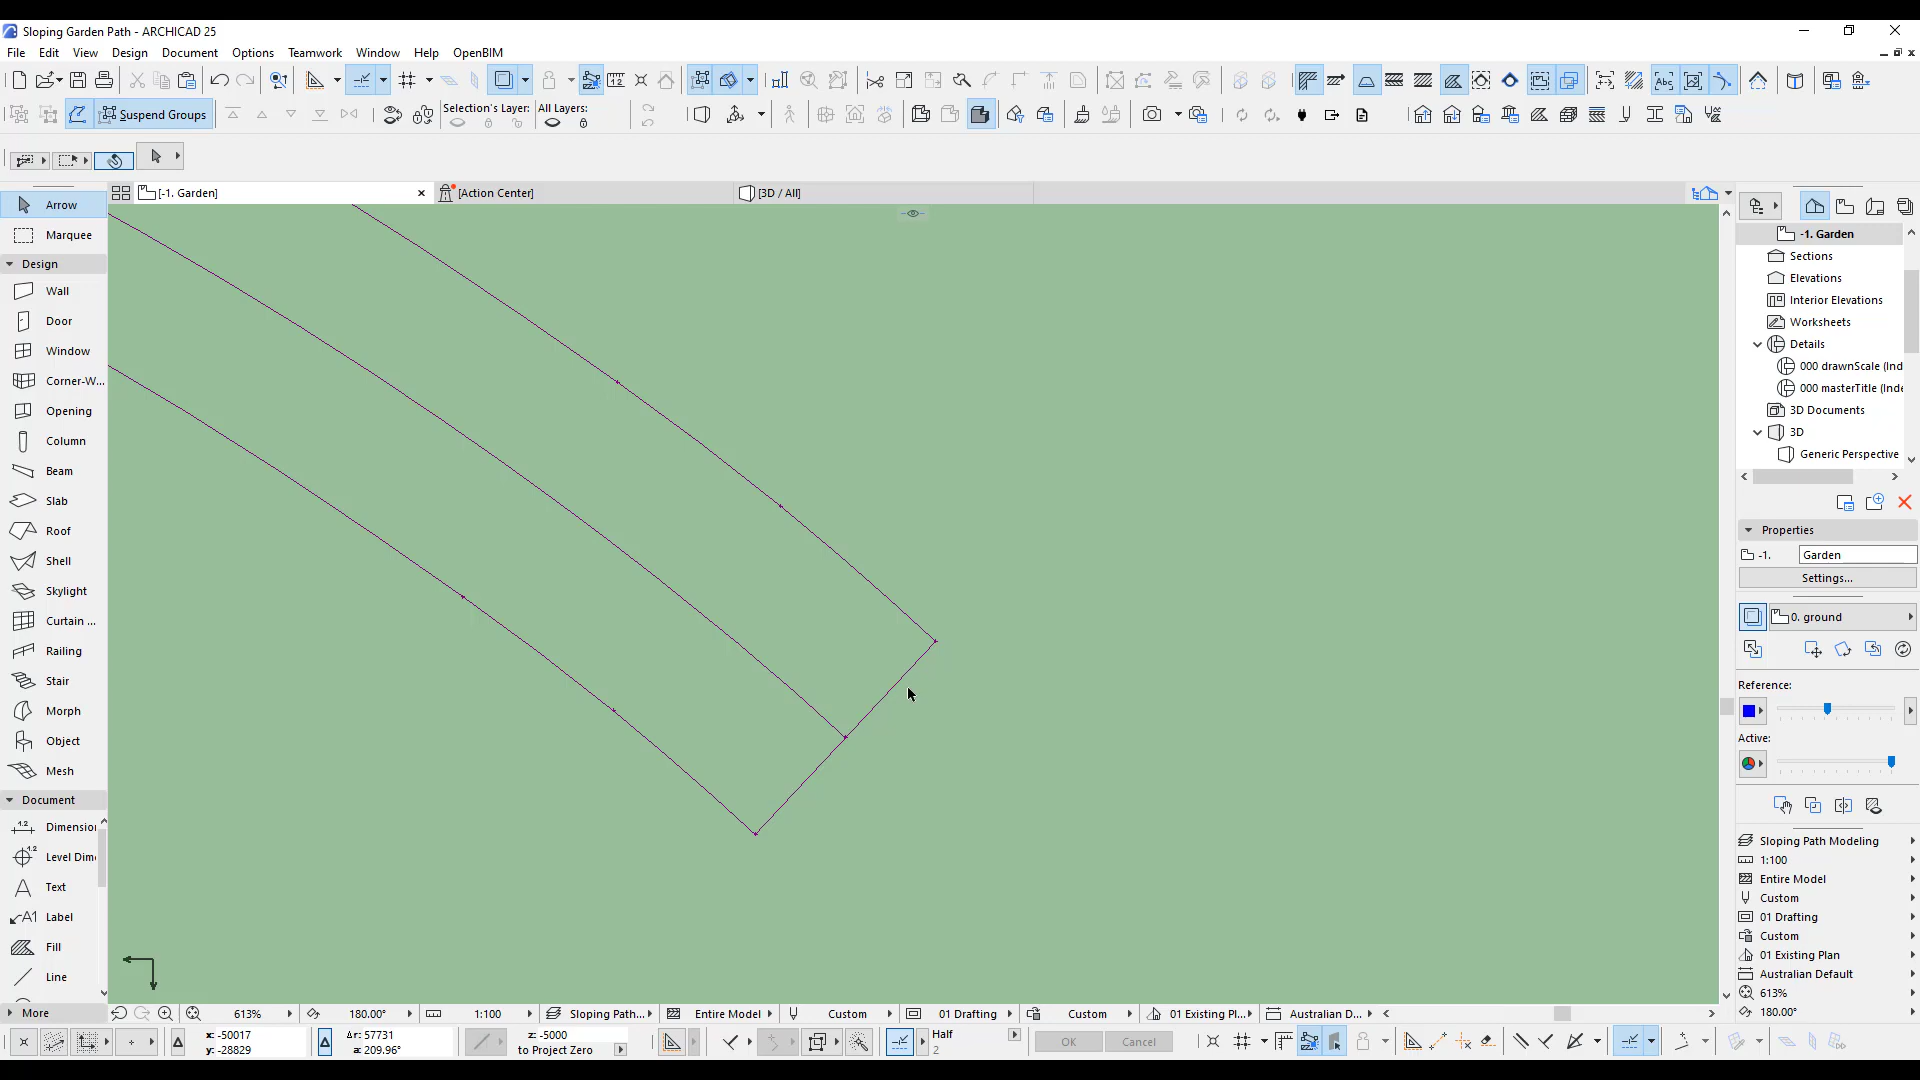 Sloping Garden Path - ARCHICAD 25
File Edit View Design Document Options Teamwork Window Help OpenBIM
Suspend Groups
Selection's Layer:
All Layers:
[-1. Garden]
[Action Center]
[3D / All]
Arrow
Marquee
Design
Wall
Door
Window
Corner-W...
Opening
Column
Beam
Slab
Roof
Shell
Skylight
Curtain ...
Railing
Stair
Morph
Object
Mesh
Document
Dimension
Level Dim
Text
Label
Fill
Line
More
-1. Garden
Sections
Elevations
Interior Elevations
Worksheets
Details
000 drawnScale (Ind
000 masterTitle (Inde
3D Documents
3D
Generic Perspective
Properties
-1. Garden
Settings...
0. ground
Reference:
Active:
Sloping Path Modeling
1:100
Entire Model
Custom
01 Drafting
Custom
01 Existing Plan
Australian Default
613%
180.00°
613% 180.00° 1:100 Sloping Path... Entire Model Custom 01 Drafting Custom 01 Existing Pl... Australian D...
x: -50017
y: -28829
Δr: 57731
a: 209.96°
z: -5000
to Project Zero
Half
2
OK Cancel